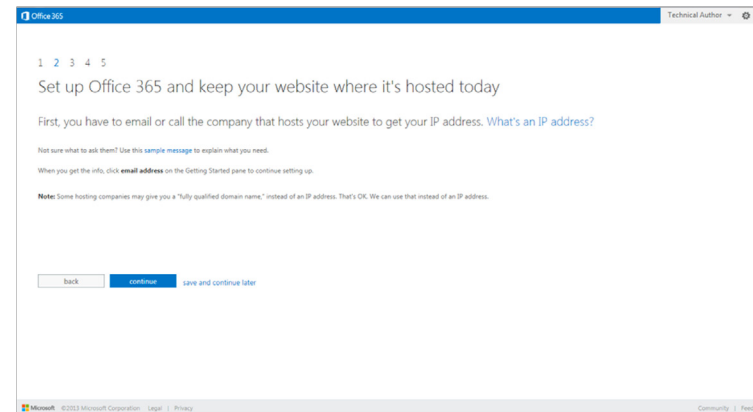 Office 365
Technical Author
1 2 3 4 5
Set up Office 365 and keep your website where it's hosted today
First, you have to email or call the company that hosts your website to get your IP address. What's an IP address?
Not sure what to ask them? Use this sample message to explain what you need.
When you get the info, click email address on the Getting Started pane to continue setting up.
Note: Some hosting companies may give you a "fully qualified domain name," instead of an IP address. That's OK. We can use that instead of an IP address.
back continue save and continue later
Microsoft ©2013 Microsoft Corporation Legal | Privacy Community |